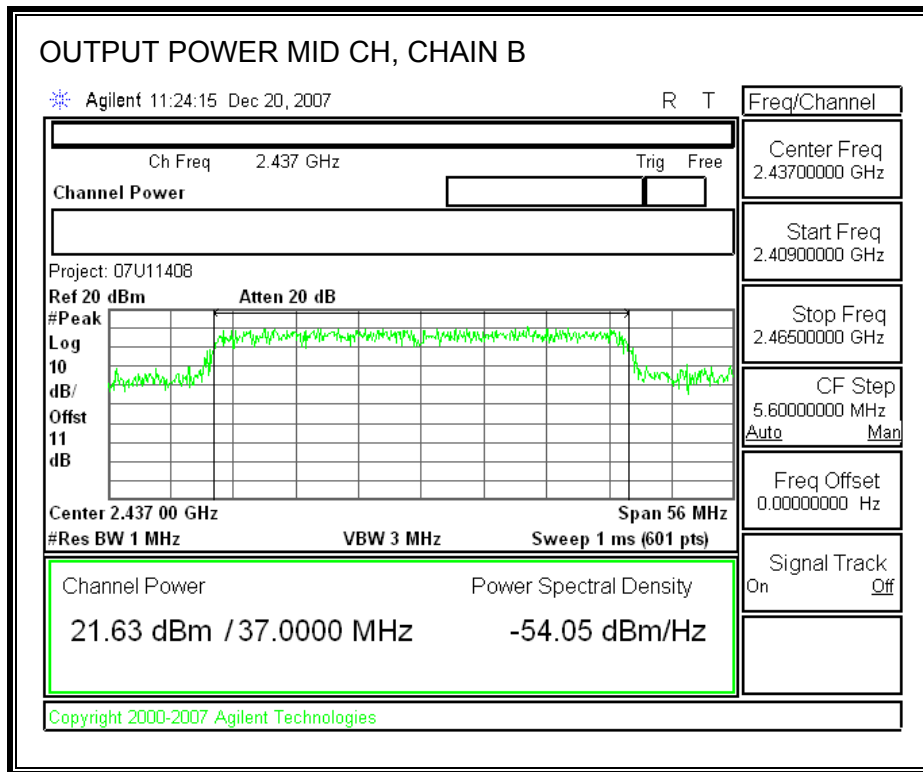 OUTPUT POWER MID CH, CHAIN B
Agilent 11:24:15 Dec 20, 2007 R T
Freq/Channel
Ch Freq 2.437 GHz Trig Free
Channel Power
Center Freq
2.43700000 GHz
Start Freq
2.40900000 GHz
Stop Freq
2.46500000 GHz
CF Step
5.60000000 MHz
Auto Man
Freq Offset
0.00000000 Hz
Signal Track
On Off
Project: 07U11408
Ref 20 dBm Atten 20 dB
#Peak
Log
10
dB/
Offst
11
dB
Center 2.437 00 GHz Span 56 MHz
#Res BW 1 MHz VBW 3 MHz Sweep 1 ms (601 pts)
Channel Power Power Spectral Density
21.63 dBm / 37.0000 MHz -54.05 dBm/Hz
Copyright 2000-2007 Agilent Technologies